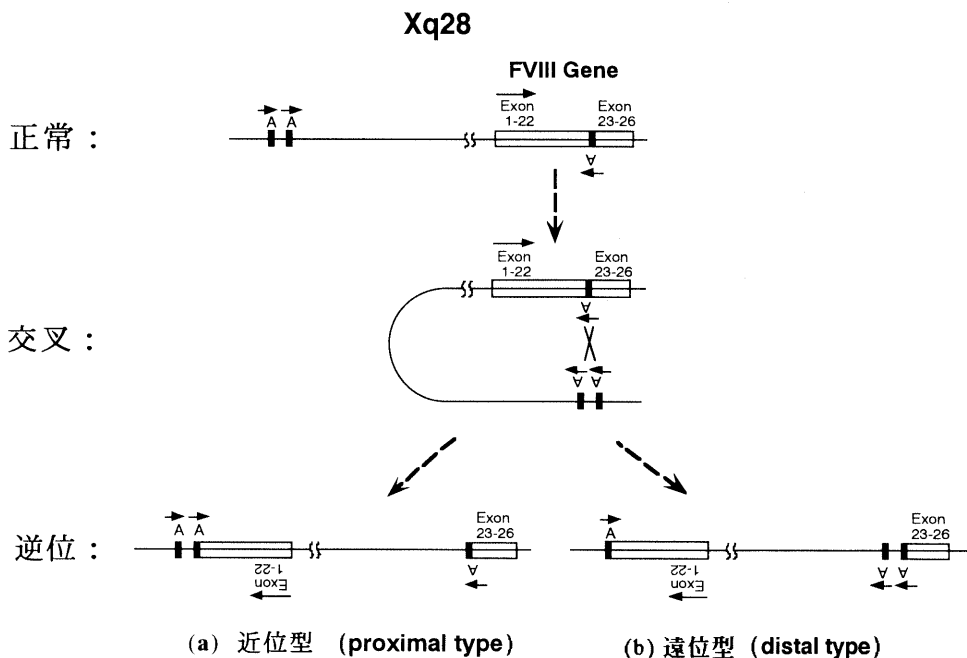 Xq28
FVIII Gene
A A
Exon
1-22
Exon
23-26
正常：
A
Exon
1-22
Exon
23-26
A
交叉：
A A
A A
Exon
23-26
A
Exon
23-26
逆位：
A
Exon
1-22
A A
Exon
1-22
(a) 近位型 (proximal type)
(b) 遠位型 (distal type)